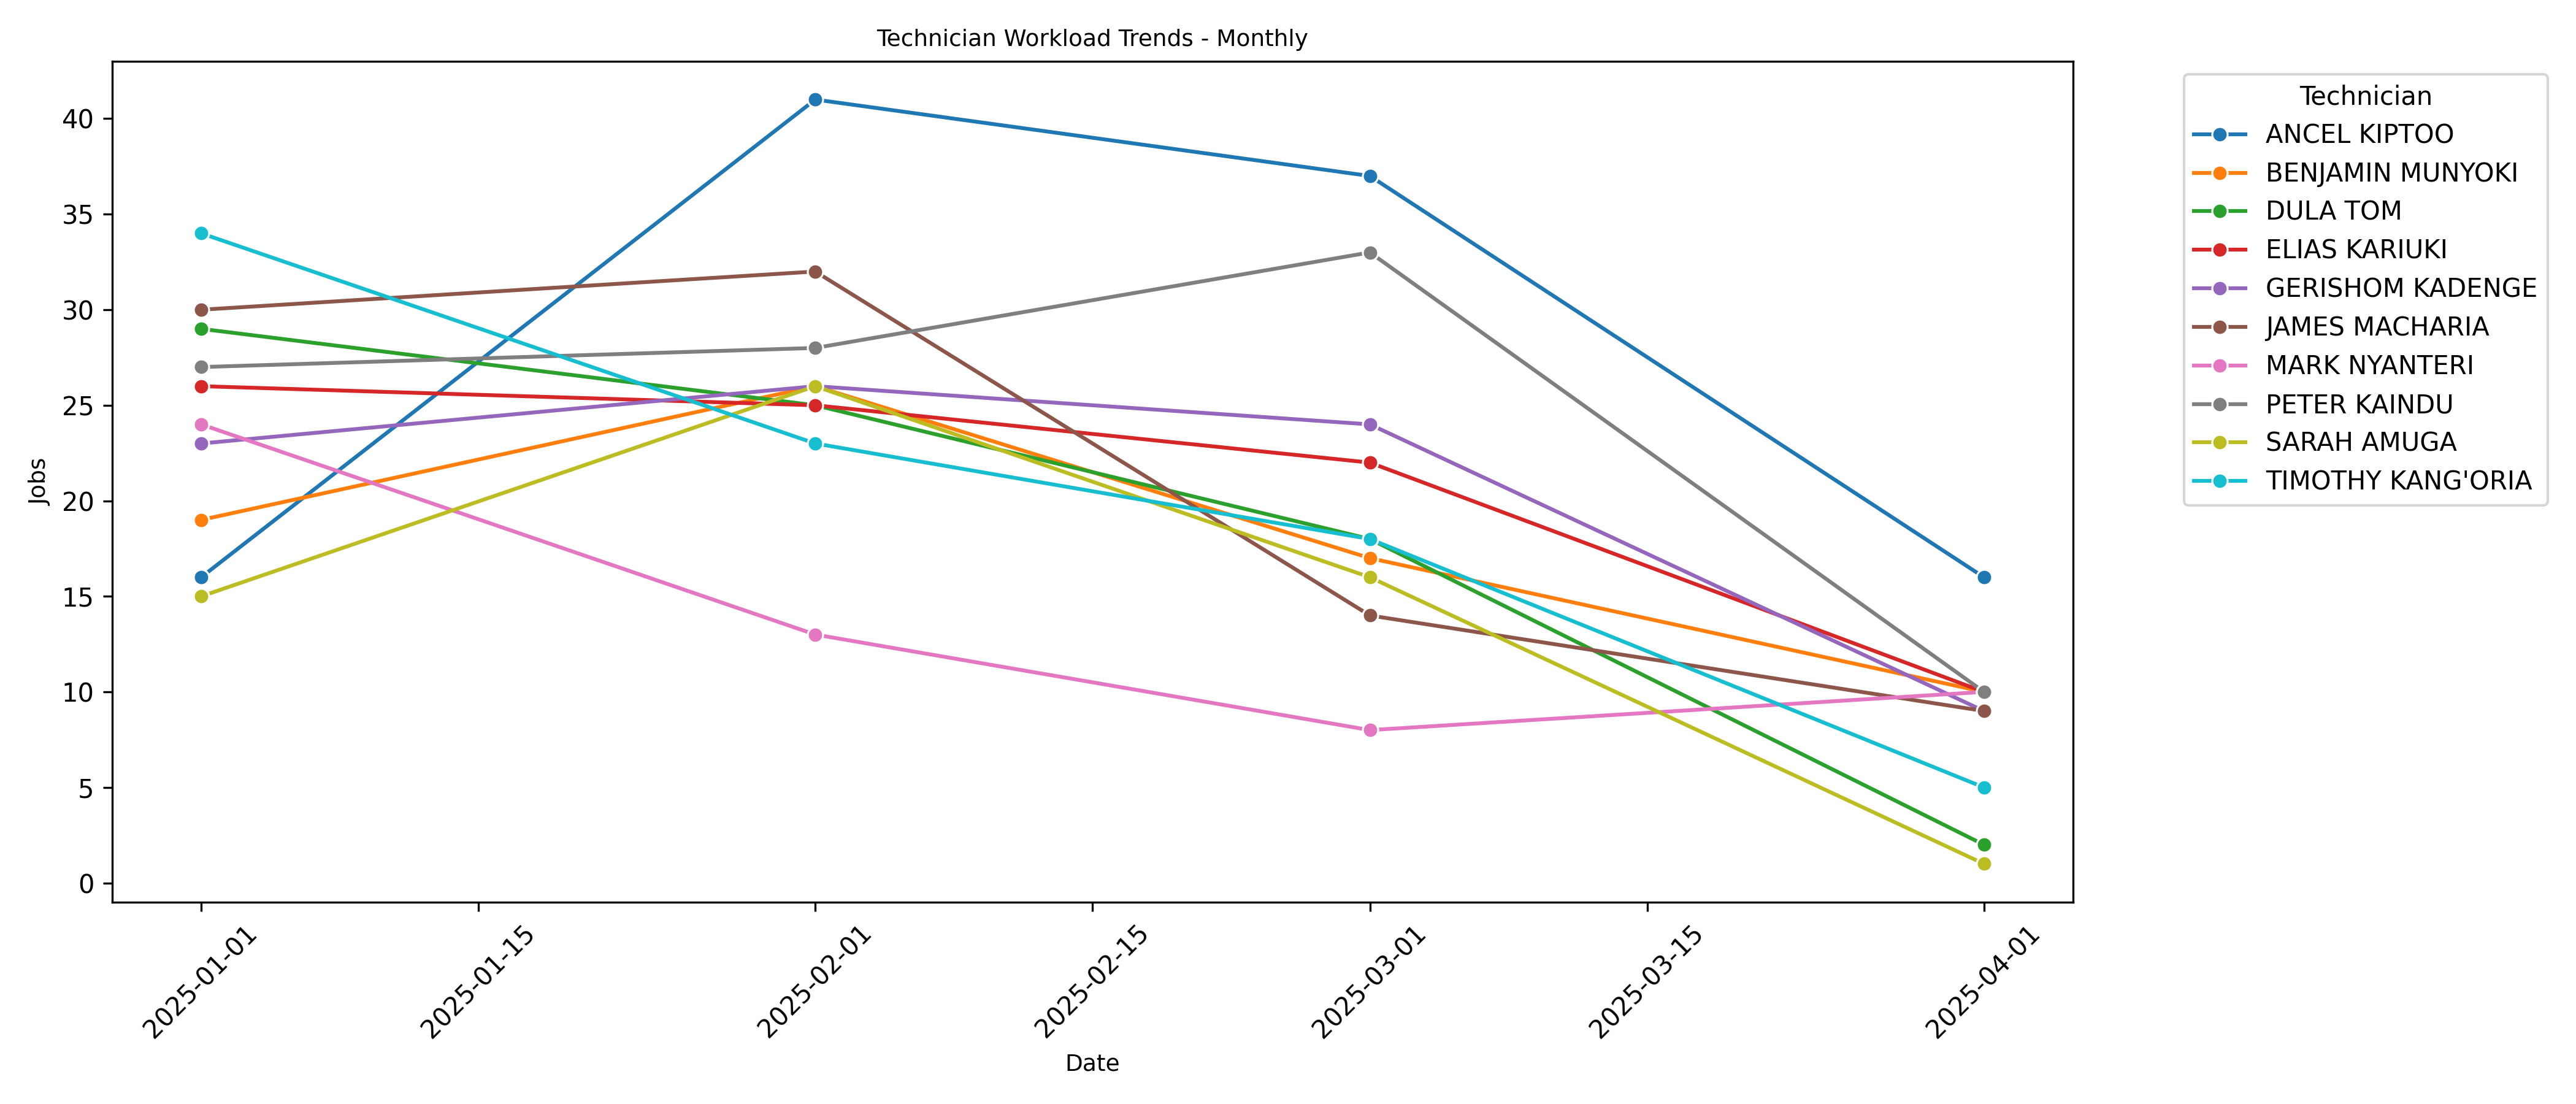 Technician Workload Trends - Monthly
Jobs
40
35
30
25
20
15
10
5
0
2025-01-01
2025-01-15
2025-02-01
2025-02-15
2025-03-01
2025-03-15
2025-04-01
Date
Technician
ANCEL KIPTOO
BENJAMIN MUNYOKI
DULA TOM
ELIAS KARIUKI
GERISHOM KADENGE
JAMES MACHARIA
MARK NYANTERI
PETER KAINDU
SARAH AMUGA
TIMOTHY KANG'ORIA